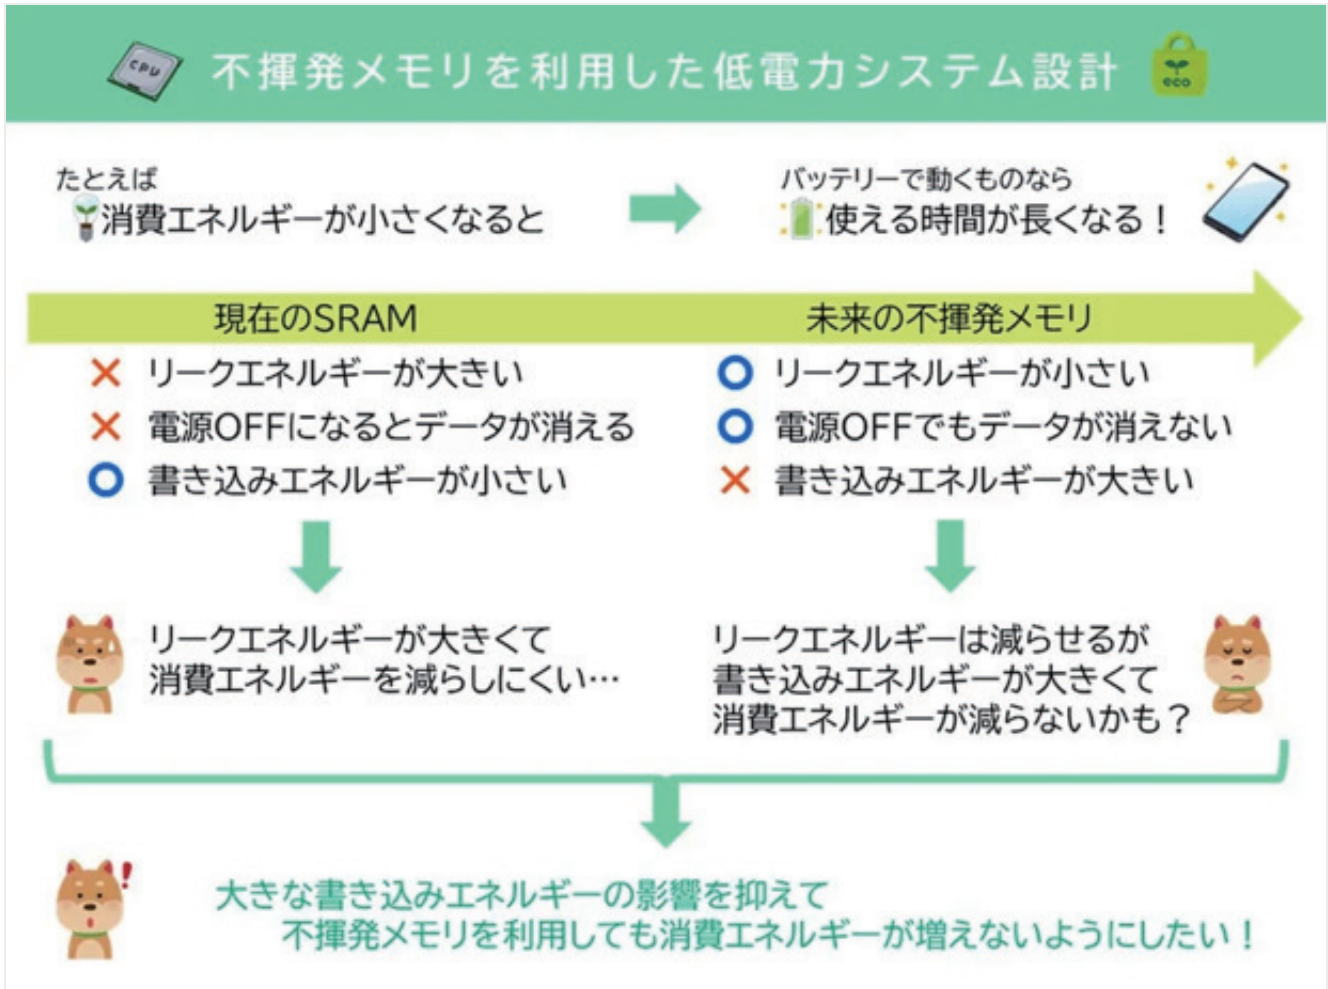 CPU
不揮発メモリを利用した低電力システム設計
eco
たとえば
消費エネルギーが小さくなると
バッテリーで動くものなら
使える時間が長くなる！
現在のSRAM
× リークエネルギーが大きい
× 電源OFFになるとデータが消える
○ 書き込みエネルギーが小さい
リークエネルギーが大きくて
消費エネルギーを減らしにくい…
未来の不揮発メモリ
○ リークエネルギーが小さい
○ 電源OFFでもデータが消えない
× 書き込みエネルギーが大きい
リークエネルギーは減らせるが
書き込みエネルギーが大きくて
消費エネルギーが減らないかも？
大きな書き込みエネルギーの影響を抑えて
不揮発メモリを利用しても消費エネルギーが増えないようにしたい！